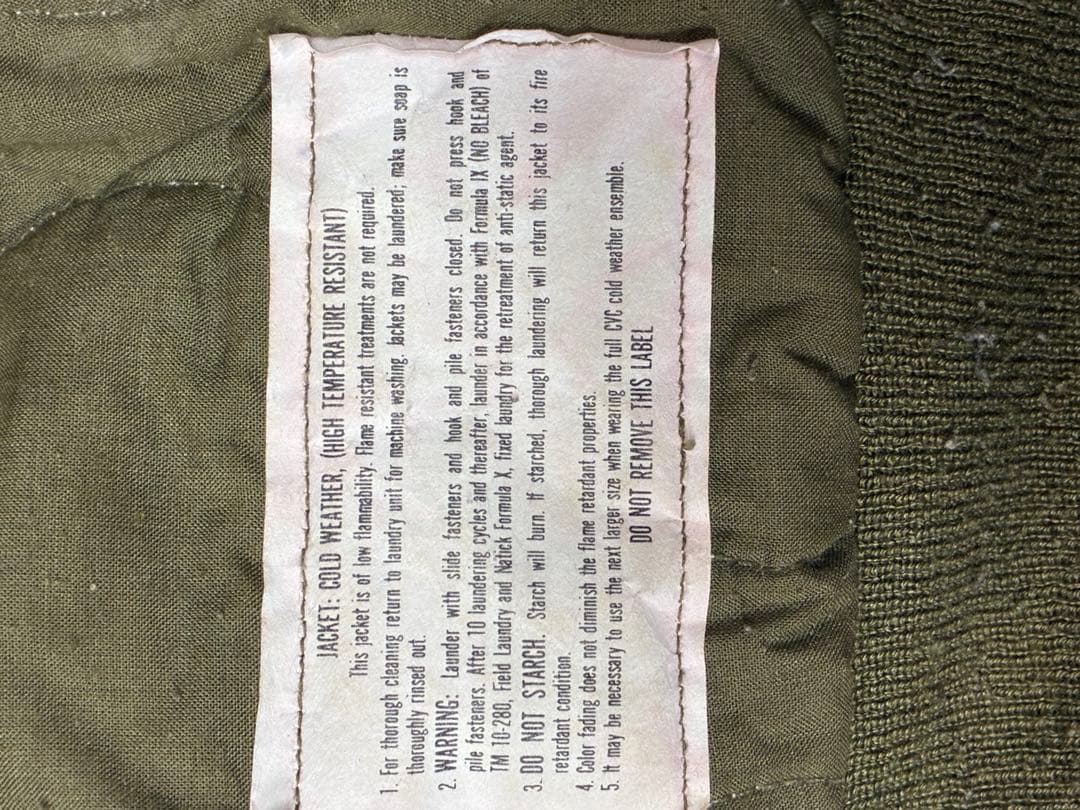 JACKET: COLD WEATHER, (HIGH TEMPERATURE RESISTANT)
This jacket is of low flammability. Flame resistant treatments are not required.
1. For thorough cleaning return to laundry unit for machine washing. Jackets may be laundered; make sure soap is
thoroughly rinsed out.
2. WARNING: Launder with slide fasteners and hook and pile fasteners closed. Do not press hook and
pile fasteners. After 10 laundering cycles and thereafter, launder in accordance with Formula IX (NO BLEACH) of
TM 10-280, Field Laundry and Natick Formula X, fixed laundry for the retreatment of anti-static agent.
3. DO NOT STARCH. Starch will burn. If starched, thorough laundering will return this jacket to its fire
retardant condition.
4. Color fading does not diminish the flame retardant properties.
5. It may be necessary to use the next larger size when wearing the full CVC cold weather ensemble.
DO NOT REMOVE THIS LABEL